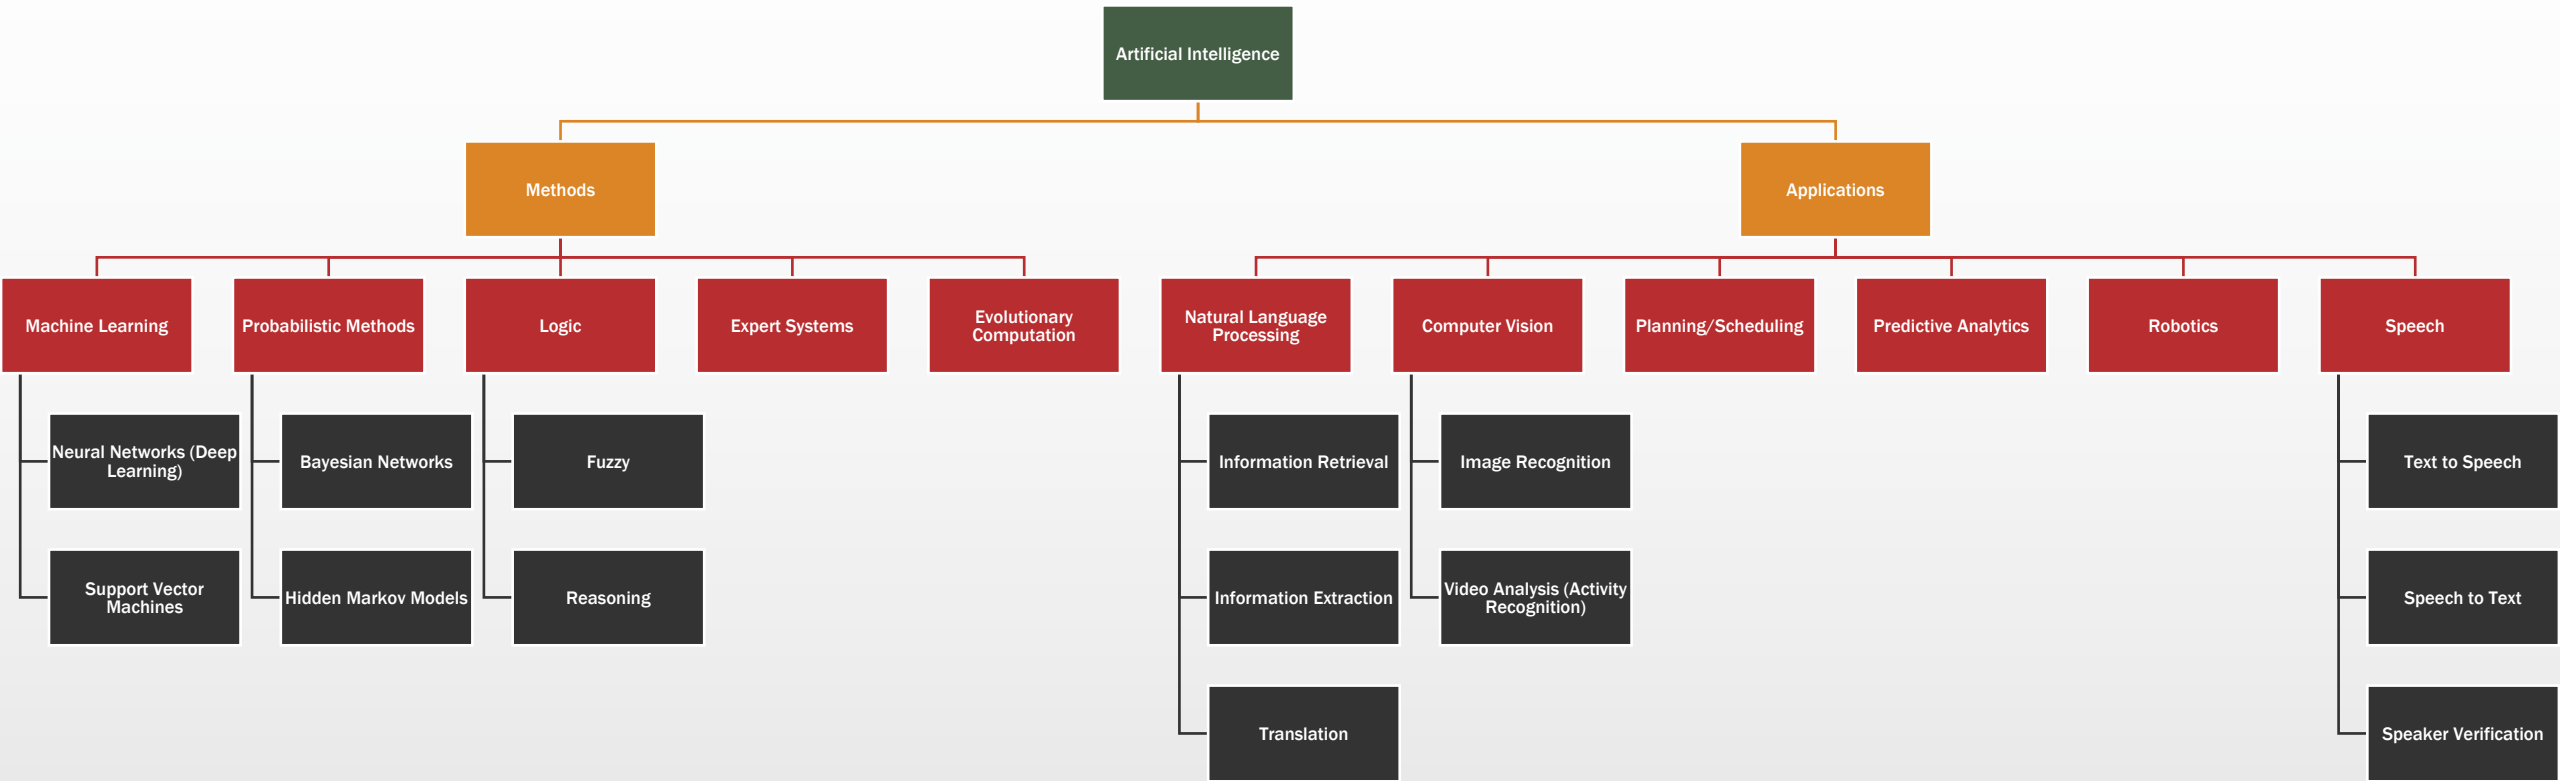 Artificial Intelligence
Methods
Applications
Machine Learning
Probabilistic Methods
Logic
Expert Systems
Evolutionary
Computation
Natural Language
Processing
Computer Vision
Planning/Scheduling
Predictive Analytics
Robotics
Speech
Neural Networks (Deep
Learning)
Bayesian Networks
Fuzzy
Information Retrieval
Image Recognition
Text to Speech
Support Vector
Machines
Hidden Markov Models
Reasoning
Information Extraction
Video Analysis (Activity
Recognition)
Speech to Text
Translation
Speaker Verification